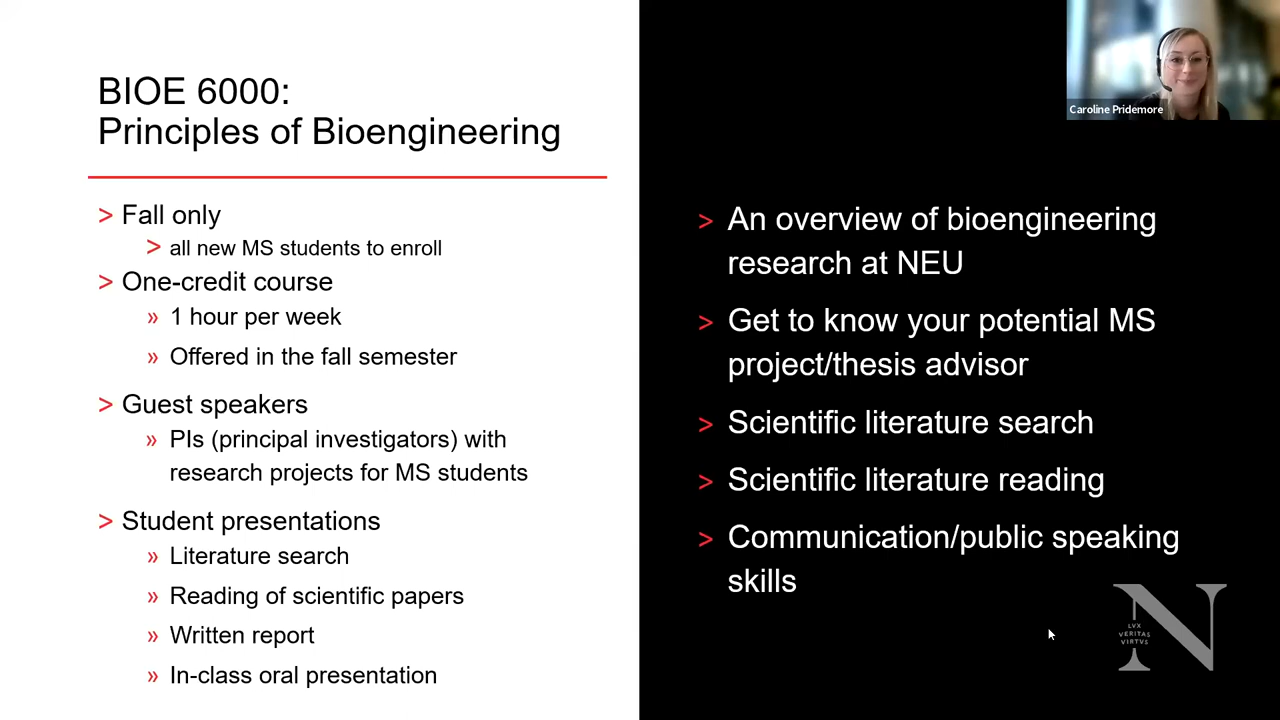 BIOE 6000:
Principles of Bioengineering
> Fall only
> all new MS students to enroll
> One-credit course
» 1 hour per week
» Offered in the fall semester
> Guest speakers
» PIs (principal investigators) with
research projects for MS students
> Student presentations
» Literature search
» Reading of scientific papers
» Written report
» In-class oral presentation
> An overview of bioengineering
research at NEU
> Get to know your potential MS
project/thesis advisor
> Scientific literature search
> Scientific literature reading
> Communication/public speaking
skills
Caroline Pridemore
N
LVX
VERITAS
VIRTVS